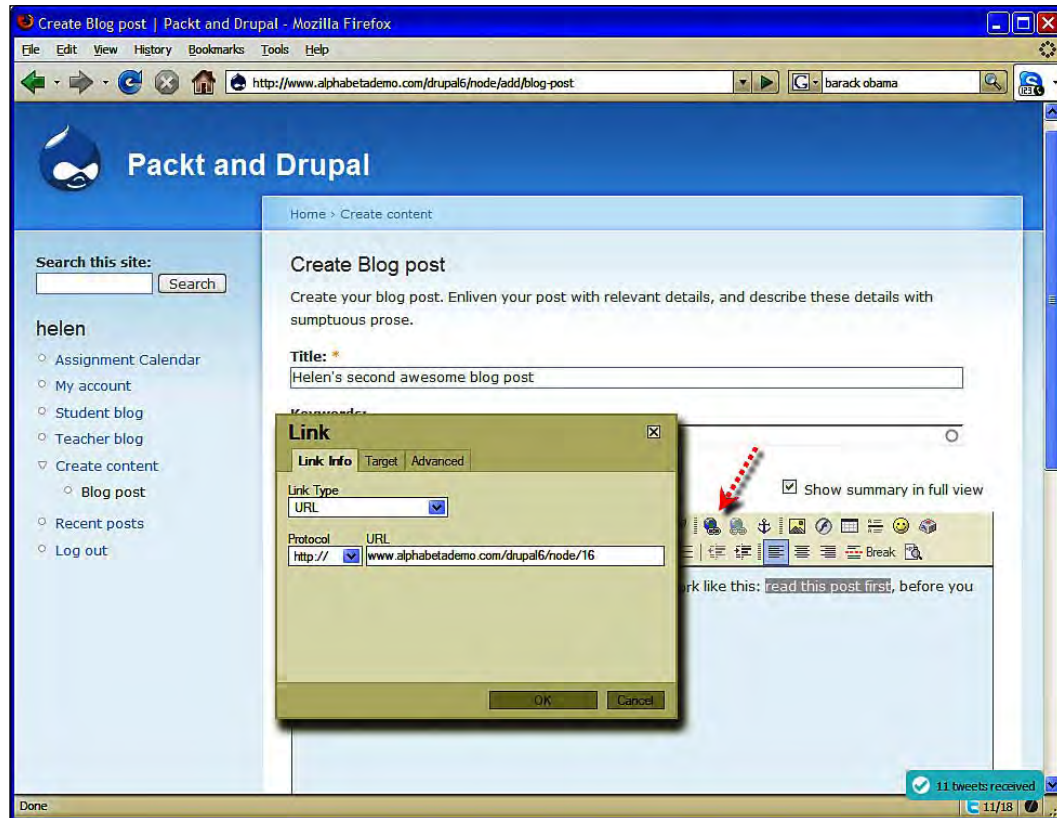 Create Blog post | Packt and Drupal - Mozilla Firefox
File Edit View History Bookmarks Tools Help
http://www.alphabetademo.com/drupal6/node/add/blog-post
G barack obama
123
Packt and Drupal
Home › Create content
Search this site:
Search
helen
Assignment Calendar
My account
Student blog
Teacher blog
Create content
Blog post
Recent posts
Log out
Create Blog post
Create your blog post. Enliven your post with relevant details, and describe these details with
sumptuous prose.
Title: *
Helen's second awesome blog post
Keywords:
Link
Link Info Target Advanced
Link Type
URL
Protocol URL
http:// www.alphabetademo.com/drupal6/node/16
OK Cancel
Show summary in full view
Break
like this: read this post first, before you
11 tweets received
Done
11/18